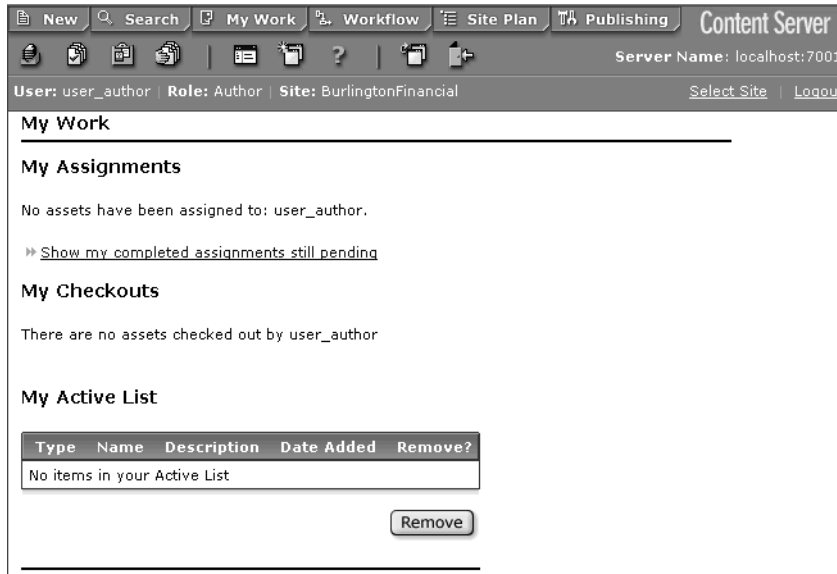 New Search My Work Workflow Site Plan Publishing Content Server
? Server Name: localhost:7001
User: user_author | Role: Author | Site: BurlingtonFinancial Select Site | Logou
My Work
My Assignments
No assets have been assigned to: user_author.
Show my completed assignments still pending
My Checkouts
There are no assets checked out by user_author
My Active List
Type Name Description Date Added Remove?
No items in your Active List
Remove